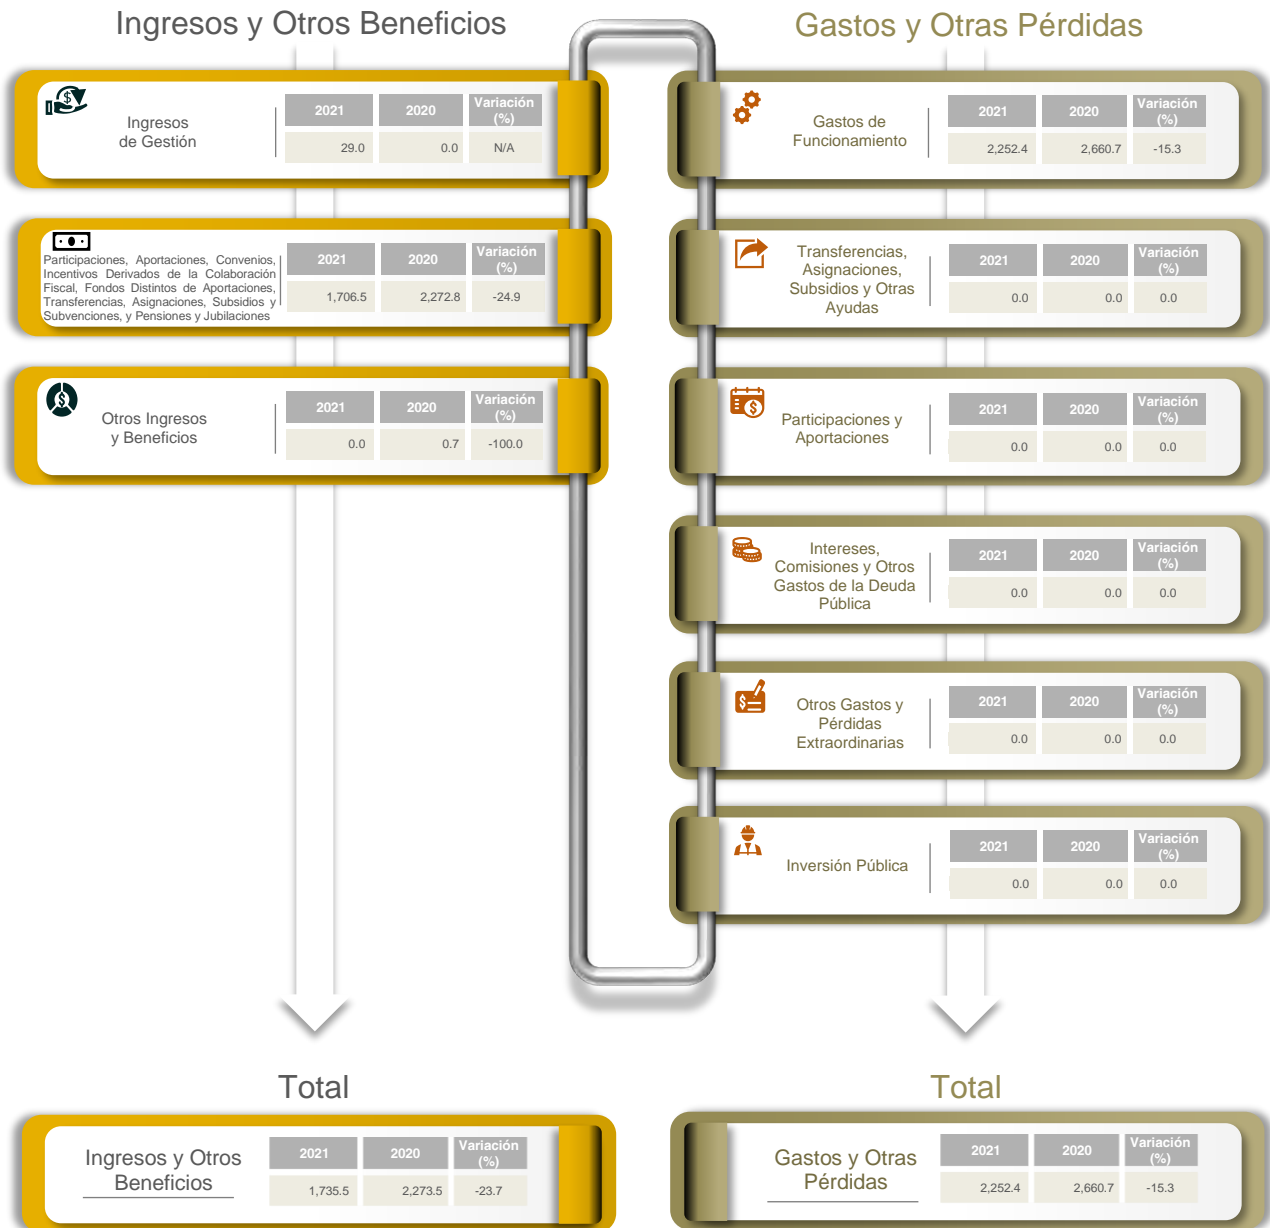 Ingresos y Otros Beneficios
Ingresos
de Gestión
2021 2020 Variación
(%)
29.0 0.0 N/A
Participaciones, Aportaciones, Convenios,
Incentivos Derivados de la Colaboración
Fiscal, Fondos Distintos de Aportaciones,
Transferencias, Asignaciones, Subsidios y
Subvenciones, y Pensiones y Jubilaciones
2021 2020 Variación
(%)
1,706.5 2,272.8 -24.9
Otros Ingresos
y Beneficios
2021 2020 Variación
(%)
0.0 0.7 -100.0
Total
Ingresos y Otros
Beneficios
2021 2020 Variación
(%)
1,735.5 2,273.5 -23.7
Gastos y Otras Pérdidas
Gastos de
Funcionamiento
2021 2020 Variación
(%)
2,252.4 2,660.7 -15.3
Transferencias,
Asignaciones,
Subsidios y Otras
Ayudas
2021 2020 Variación
(%)
0.0 0.0 0.0
Participaciones y
Aportaciones
2021 2020 Variación
(%)
0.0 0.0 0.0
Intereses,
Comisiones y Otros
Gastos de la Deuda
Pública
2021 2020 Variación
(%)
0.0 0.0 0.0
Otros Gastos y
Pérdidas
Extraordinarias
2021 2020 Variación
(%)
0.0 0.0 0.0
Inversión Pública
2021 2020 Variación
(%)
0.0 0.0 0.0
Total
Gastos y Otras
Pérdidas
2021 2020 Variación
(%)
2,252.4 2,660.7 -15.3